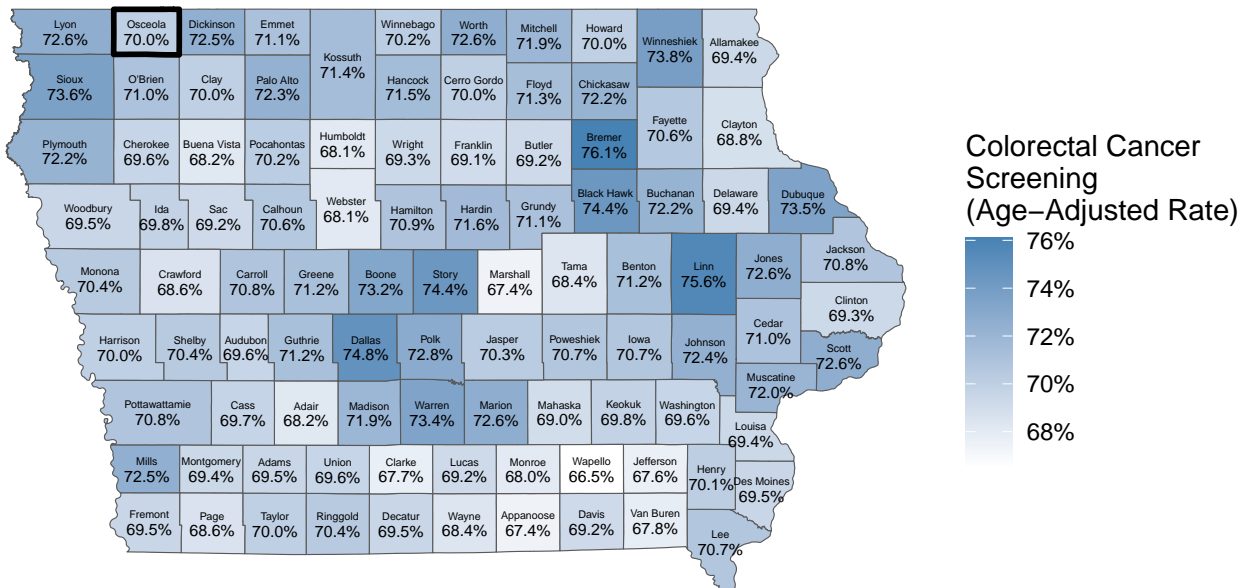 Lyon
72.6%
Osceola
70.0%
Dickinson
72.5%
Emmet
71.1%
Kossuth
71.4%
Winnebago
70.2%
Worth
72.6%
Mitchell
71.9%
Howard
70.0%
Winneshiek
73.8%
Allamakee
69.4%
Sioux
73.6%
O'Brien
71.0%
Clay
70.0%
Palo Alto
72.3%
Hancock
71.5%
Cerro Gordo
70.0%
Floyd
71.3%
Chickasaw
72.2%
Fayette
70.6%
Clayton
68.8%
Plymouth
72.2%
Cherokee
69.6%
Buena Vista
68.2%
Pocahontas
70.2%
Humboldt
68.1%
Wright
69.3%
Franklin
69.1%
Butler
69.2%
Bremer
76.1%
Woodbury
69.5%
Ida
69.8%
Sac
69.2%
Calhoun
70.6%
Webster
68.1%
Hamilton
70.9%
Hardin
71.6%
Grundy
71.1%
Black Hawk
74.4%
Buchanan
72.2%
Delaware
69.4%
Dubuque
73.5%
Monona
70.4%
Crawford
68.6%
Carroll
70.8%
Greene
71.2%
Boone
73.2%
Story
74.4%
Marshall
67.4%
Tama
68.4%
Benton
71.2%
Linn
75.6%
Jones
72.6%
Jackson
70.8%
Clinton
69.3%
Harrison
70.0%
Shelby
70.4%
Audubon
69.6%
Guthrie
71.2%
Dallas
74.8%
Polk
72.8%
Jasper
70.3%
Poweshiek
70.7%
Iowa
70.7%
Johnson
72.4%
Cedar
71.0%
Scott
72.6%
Muscatine
72.0%
Pottawattamie
70.8%
Cass
69.7%
Adair
68.2%
Madison
71.9%
Warren
73.4%
Marion
72.6%
Mahaska
69.0%
Keokuk
69.8%
Washington
69.6%
Louisa
69.4%
Mills
72.5%
Montgomery
69.4%
Adams
69.5%
Union
69.6%
Clarke
67.7%
Lucas
69.2%
Monroe
68.0%
Wapello
66.5%
Jefferson
67.6%
Henry
70.1%
Des Moines
69.5%
Fremont
69.5%
Page
68.6%
Taylor
70.0%
Ringgold
70.4%
Decatur
69.5%
Wayne
68.4%
Appanoose
67.4%
Davis
69.2%
Van Buren
67.8%
Lee
70.7%
Colorectal Cancer
Screening
(Age−Adjusted Rate)
76%
74%
72%
70%
68%